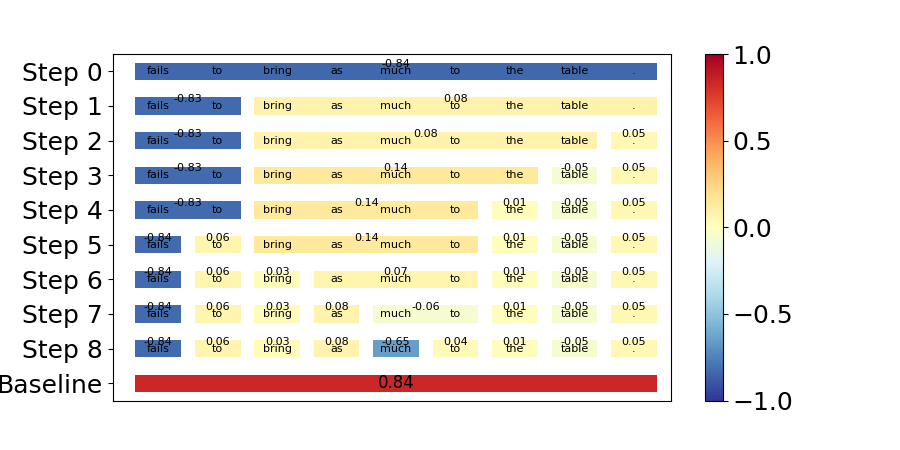 -0.84
Step 0 fails to bring as much to the table .
-0.83 0.08
Step 1 fails to bring as much to the table .
-0.83 0.08 0.05
Step 2 fails to bring as much to the table .
-0.83 0.14 -0.05 0.05
Step 3 fails to bring as much to the table .
-0.83 0.14 0.01 -0.05 0.05
Step 4 fails to bring as much to the table .
-0.84 0.06 0.14 0.01 -0.05 0.05
Step 5 fails to bring as much to the table .
-0.84 0.06 0.03 0.07 0.01 -0.05 0.05
Step 6 fails to bring as much to the table .
-0.84 0.06 0.03 0.08 -0.06 0.01 -0.05 0.05
Step 7 fails to bring as much to the table .
-0.84 0.06 0.03 0.08 -0.65 0.04 0.01 -0.05 0.05
Step 8 fails to bring as much to the table .
Baseline 0.84
1.0
0.5
0.0
−0.5
−1.0